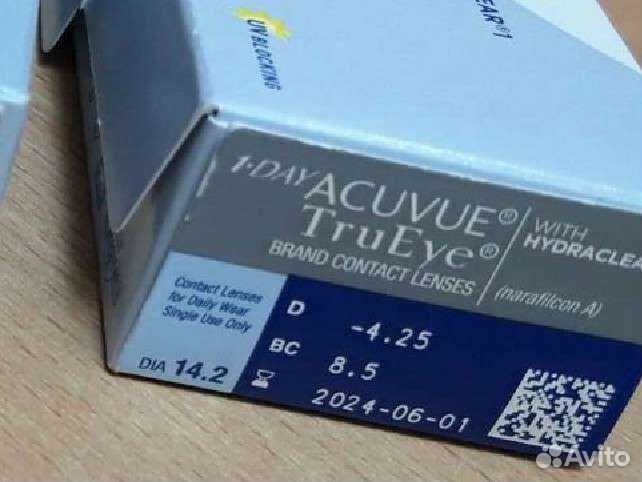 UV BLOCKING
1·DAY ACUVUE®
TruEye®
BRAND CONTACT LENSES
WITH
(narafilcon A)
Contact Lenses
for Daily Wear
Single Use Only
DIA 14.2
D -4.25
BC 8.5
2024-06-01
Avito